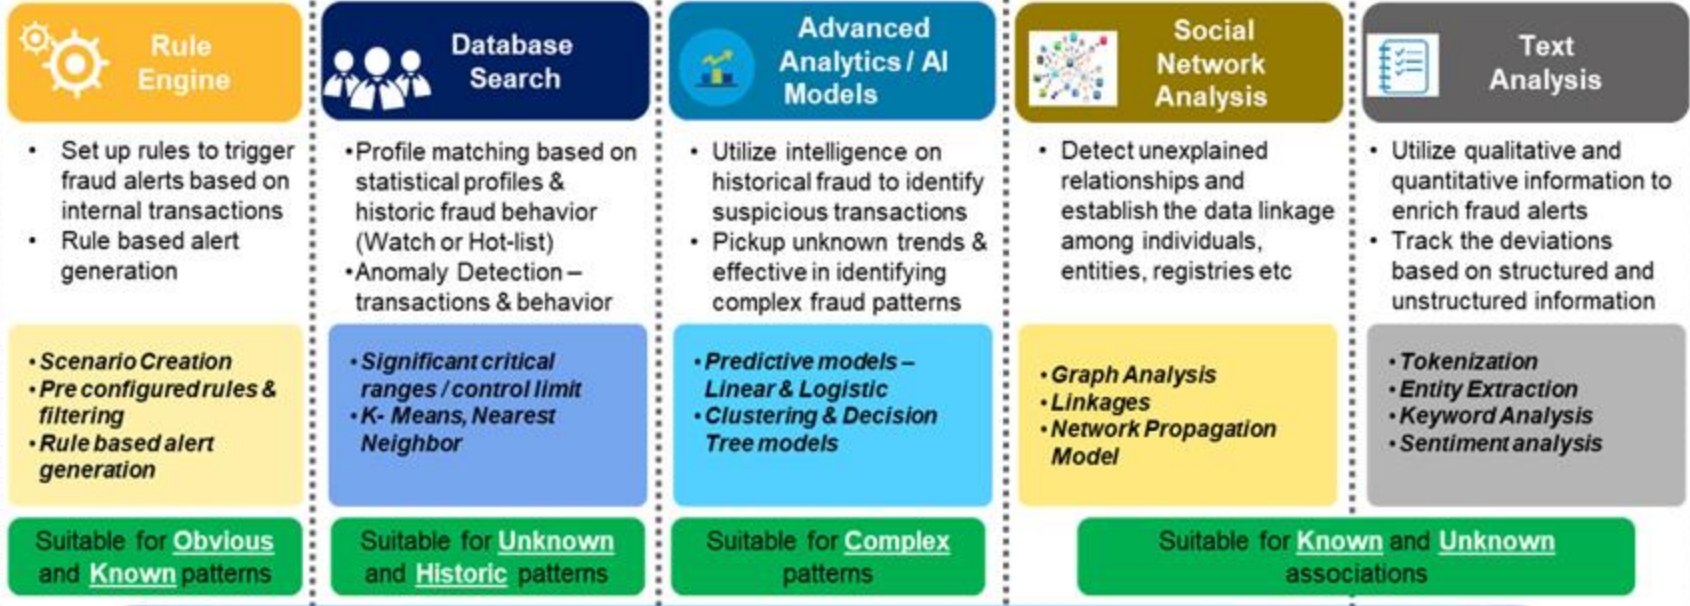 Rule
Engine
• Set up rules to trigger
fraud alerts based on
internal transactions
• Rule based alert
generation
• Scenario Creation
• Pre configured rules &
filtering
• Rule based alert
generation
Suitable for Obvious
and Known patterns
Database
Search
• Profile matching based on
statistical profiles &
historic fraud behavior
(Watch or Hot-list)
• Anomaly Detection –
transactions & behavior
• Significant critical
ranges / control limit
• K- Means, Nearest
Neighbor
Suitable for Unknown
and Historic patterns
Advanced
Analytics / AI
Models
• Utilize intelligence on
historical fraud to identify
suspicious transactions
• Pickup unknown trends &
effective in identifying
complex fraud patterns
• Predictive models –
Linear & Logistic
• Clustering & Decision
Tree models
Suitable for Complex
patterns
Social
Network
Analysis
• Detect unexplained
relationships and
establish the data linkage
among individuals,
entities, registries etc
• Graph Analysis
• Linkages
• Network Propagation
Model
Text
Analysis
• Utilize qualitative and
quantitative information to
enrich fraud alerts
• Track the deviations
based on structured and
unstructured information
• Tokenization
• Entity Extraction
• Keyword Analysis
• Sentiment analysis
Suitable for Known and Unknown
associations